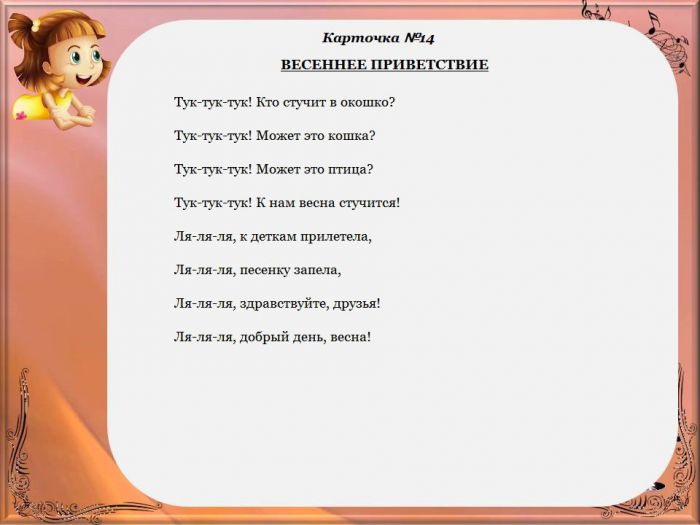 Карточка №14
ВЕСЕННЕЕ ПРИВЕТСТВИЕ
Тук-тук-тук! Кто стучит в окошко?
Тук-тук-тук! Может это кошка?
Тук-тук-тук! Может это птица?
Тук-тук-тук! К нам весна стучится!
Ля-ля-ля, к деткам прилетела,
Ля-ля-ля, песенку запела,
Ля-ля-ля, здравствуйте, друзья!
Ля-ля-ля, добрый день, весна!